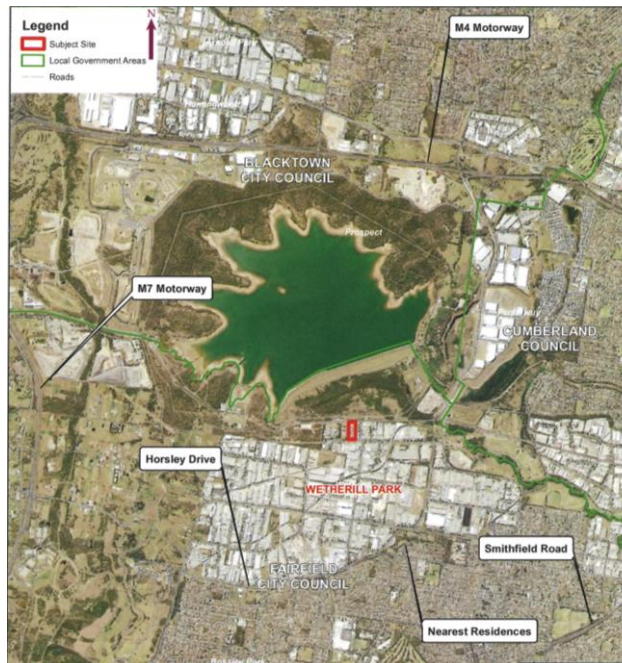 Legend
Subject Site
Local Government Areas
Roads
N
M4 Motorway
BLACKTOWN
CITY COUNCIL
Prospect
M7 Motorway
CUMBERLAND
COUNCIL
Horsley Drive
WETHERILL PARK
Smithfield Road
FAIRFIELD
CITY COUNCIL
Nearest Residences